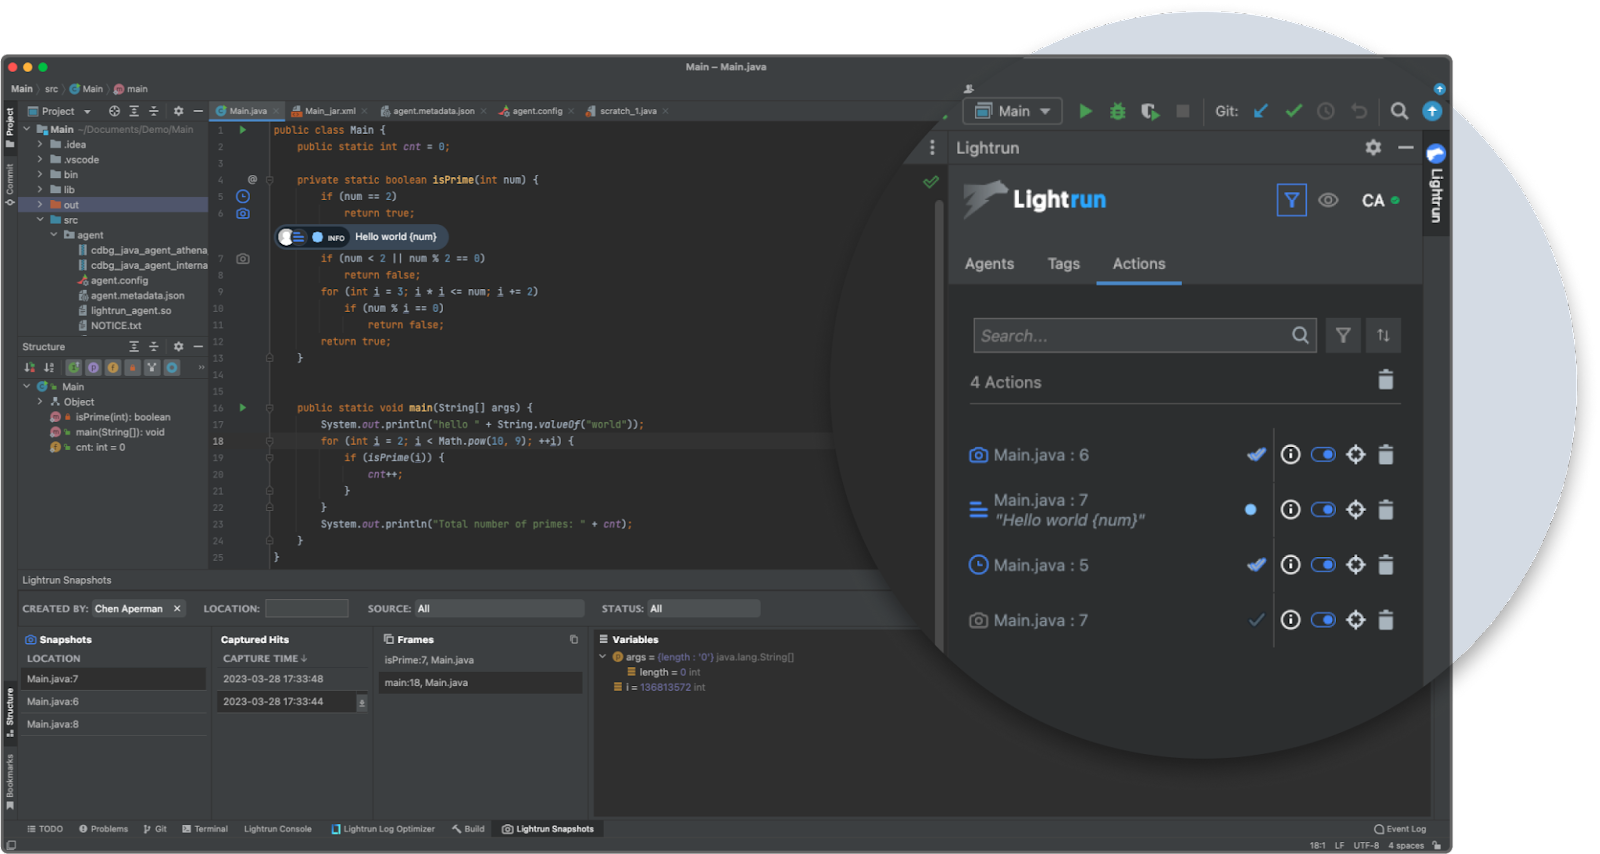 Main – Main.java
Main src Main main
Project
Main.java Main_jar.xml agent.metadata.json agent.config scratch_1.java
Main ~/Documents/Demo/Main
.idea
.vscode
bin
lib
out
src
agent
cdbg_java_agent_athena
cdbg_java_agent_interna
agent.config
agent.metadata.json
lightrun_agent.so
NOTICE.txt
Project
Commit
Structure
Main
Object
isPrime(int): boolean
main(String[]): void
cnt: int = 0
Structure
Bookmarks
1 public class Main {
2 public static int cnt = 0;
3
4 @ private static boolean isPrime(int num) {
5 if (num == 2)
6 return true;
INFO Hello world {num}
7 if (num < 2 || num % 2 == 0)
8 return false;
9 for (int i = 3; i * i <= num; i += 2)
10 if (num % i == 0)
11 return false;
12 return true;
13 }
14
15
16 public static void main(String[] args) {
17 System.out.println("hello " + String.valueOf("world"));
18 for (int i = 2; i < Math.pow(10, 9); ++i) {
19 if (isPrime(i)) {
20 cnt++;
21 }
22 }
23 System.out.println("Total number of primes: " + cnt);
24 }
25 }
Main Git:
Lightrun
Lightrun
Lightrun CA
Agents Tags Actions
Search...
4 Actions
Main.java : 6
Main.java : 7
"Hello world {num}"
Main.java : 5
Main.java : 7
Lightrun Snapshots
CREATED BY: Chen Aperman × LOCATION: SOURCE: All STATUS: All
Snapshots
LOCATION
Main.java:7
Main.java:6
Main.java:8
Captured Hits
CAPTURE TIME↓
2023-03-28 17:33:48
2023-03-28 17:33:44
Frames
isPrime:7, Main.java
main:18, Main.java
Variables
args = {length : '0'} java.lang.String[]
length = 0 int
i = 136813572 int
TODO Problems Git Terminal Lightrun Console Lightrun Log Optimizer Build Lightrun Snapshots Event Log
18:1 LF UTF-8 4 spaces